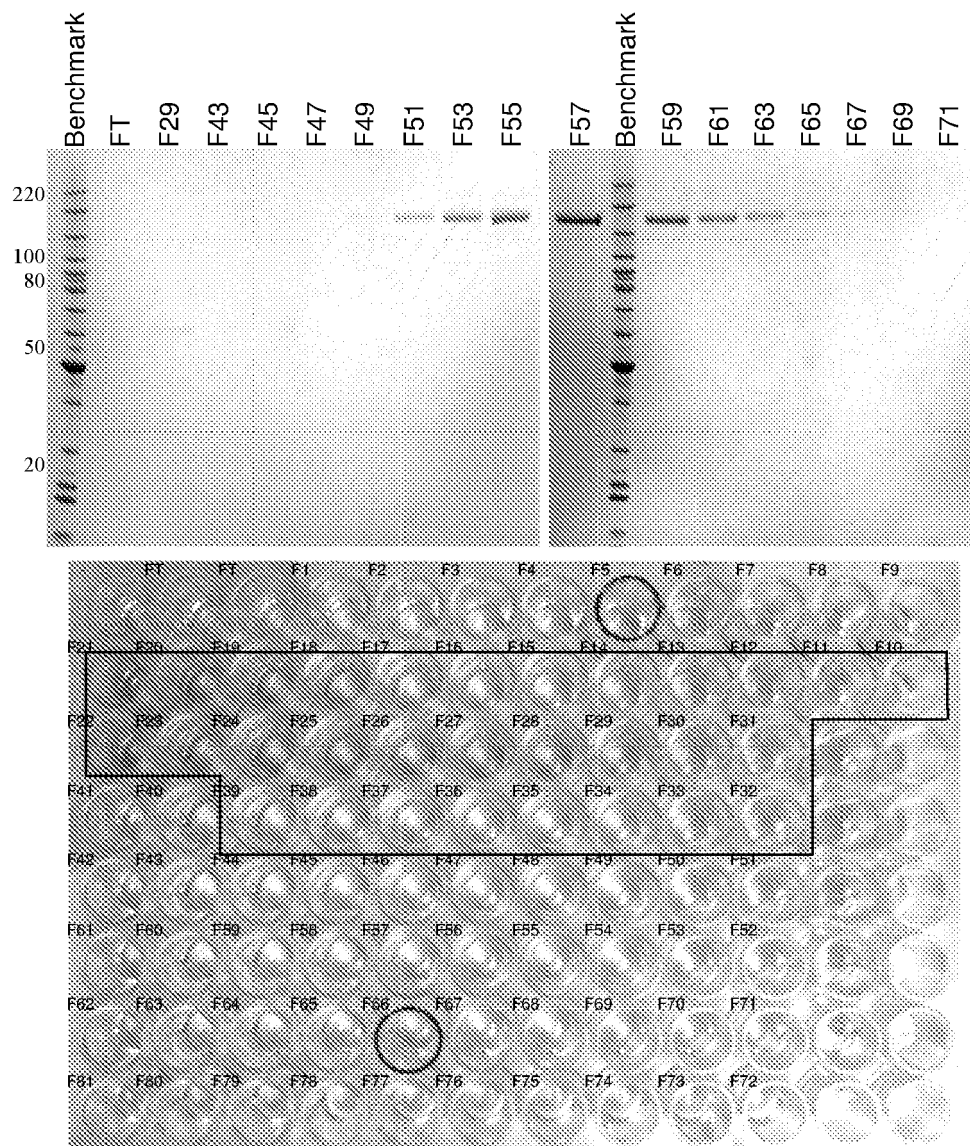 Benchmark FT F29 F43 F45 F47 F49 F51 F53 F55 F57 Benchmark F59 F61 F63 F65 F67 F69 F71
220
100
80
50
20
FT FT F1 F2 F3 F4 F5 F6 F7 F8 F9
F21 F20 F19 F18 F17 F16 F15 F14 F13 F12 F11 F10
F22 F23 F24 F25 F26 F27 F28 F29 F30 F31
F41 F40 F39 F38 F37 F36 F35 F34 F33 F32
F42 F43 F44 F45 F46 F47 F48 F49 F50 F51
F61 F60 F59 F58 F57 F56 F55 F54 F53 F52
F62 F63 F64 F65 F66 F67 F68 F69 F70 F71
F81 F80 F79 F78 F77 F76 F75 F74 F73 F72